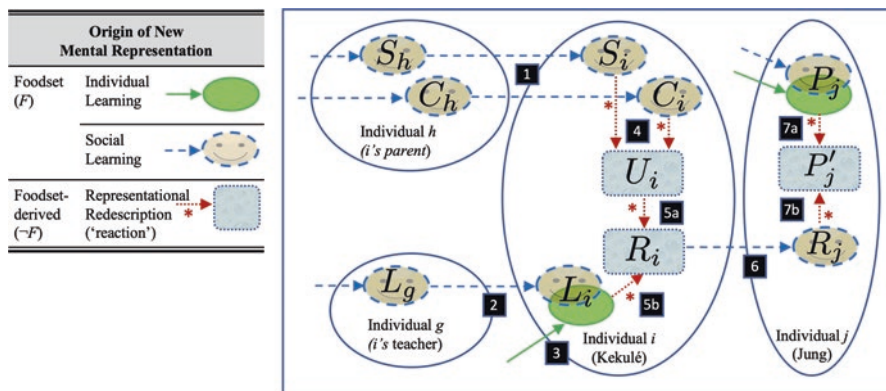 Origin of New
Mental Representation
Foodset
(F)
Individual
Learning
Social
Learning
Foodset-
derived (¬F)
Representational
Redescription
('reaction')
*
S_h
C_h
Individual h
(i's parent)
1
S_i
C_i
*
4
*
U_i
*
5a
R_i
L_g
Individual g
(i's teacher)
2
L_i
*
5b
3
Individual i
(Kekulé)
P_j
7a
*
P'_j
7b
*
R_j
6
Individual j
(Jung)